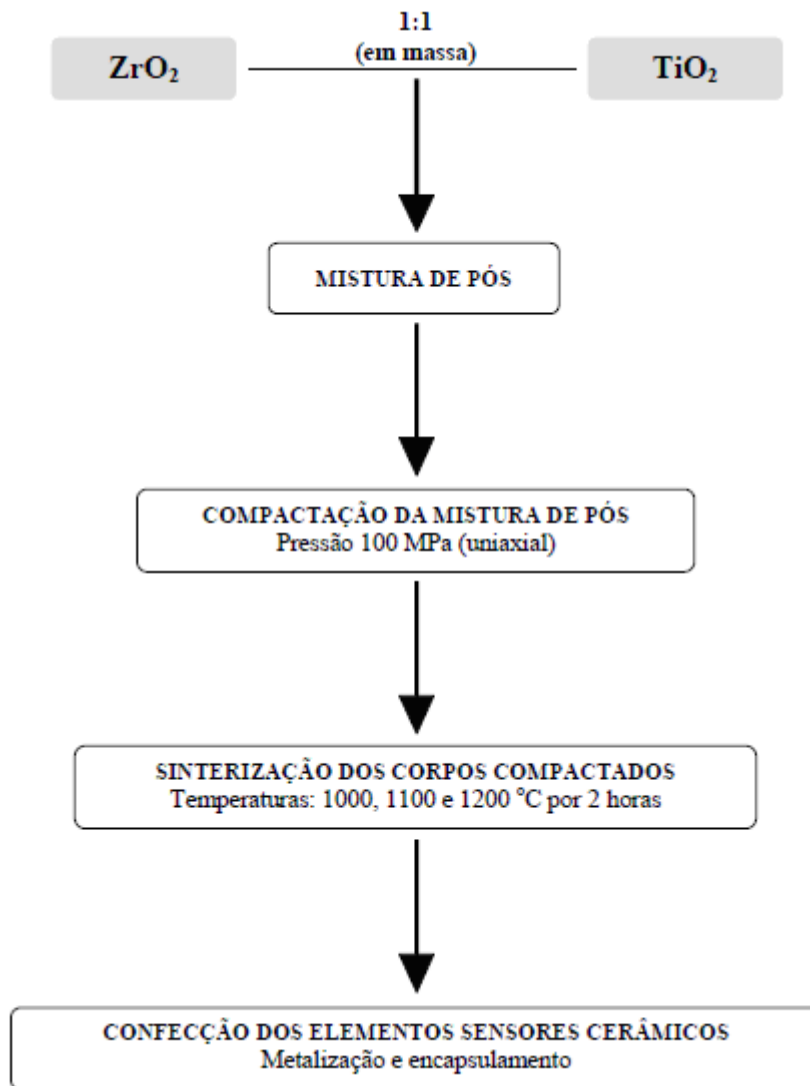 1:1
(em massa)
ZrO₂
TiO₂
MISTURA DE PÓS
COMPACTAÇÃO DA MISTURA DE PÓS
Pressão 100 MPa (uniaxial)
SINTERIZAÇÃO DOS CORPOS COMPACTADOS
Temperaturas: 1000, 1100 e 1200 °C por 2 horas
CONFECÇÃO DOS ELEMENTOS SENSORES CERÂMICOS
Metalização e encapsulamento